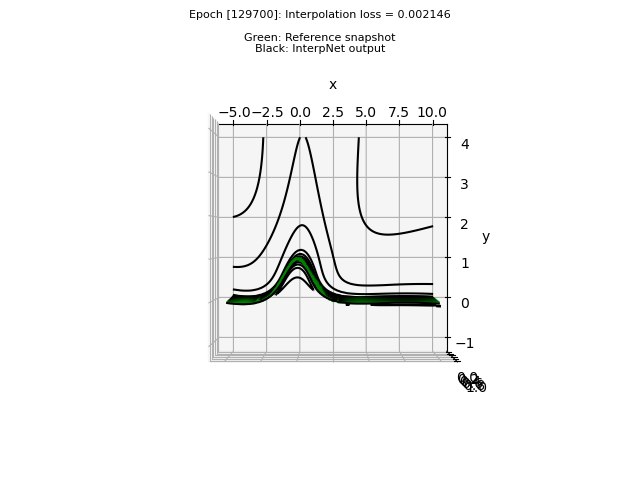 Epoch [129700]: Interpolation loss = 0.002146
Green: Reference snapshot
Black: InterpNet output
x
−5.0 −2.5 0.0 2.5 5.0 7.5 10.0
4
3
2
y
1
0
−1